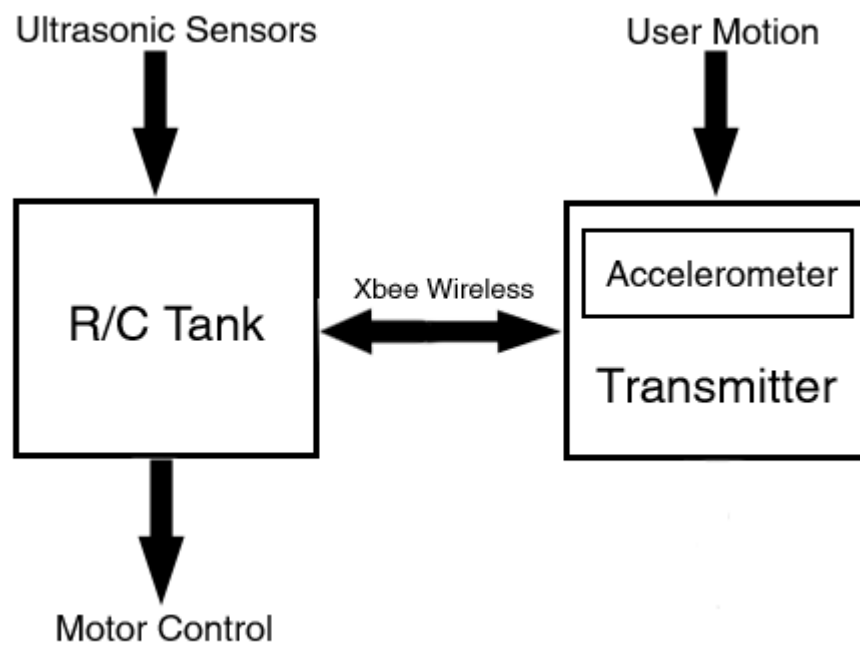 Ultrasonic Sensors
User Motion
Xbee Wireless
R/C Tank
Accelerometer
Transmitter
Motor Control